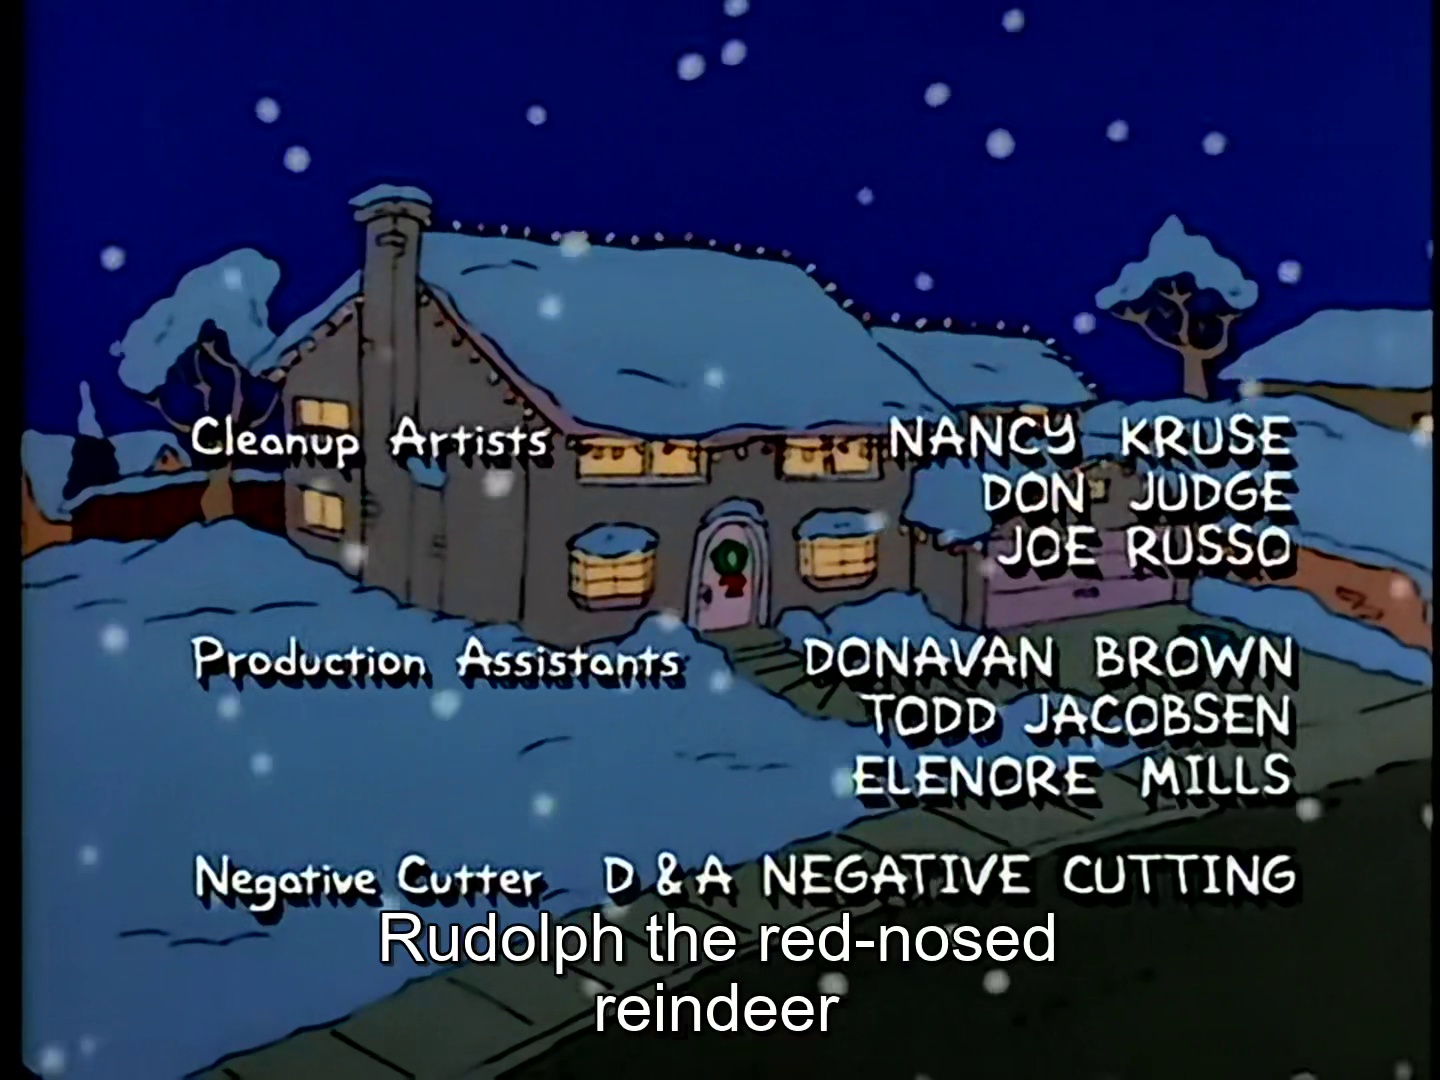 Cleanup Artists NANCY KRUSE
DON JUDGE
JOE RUSSO
Production Assistants DONAVAN BROWN
TODD JACOBSEN
ELENORE MILLS
Negative Cutter D & A NEGATIVE CUTTING
Rudolph the red-nosed
reindeer